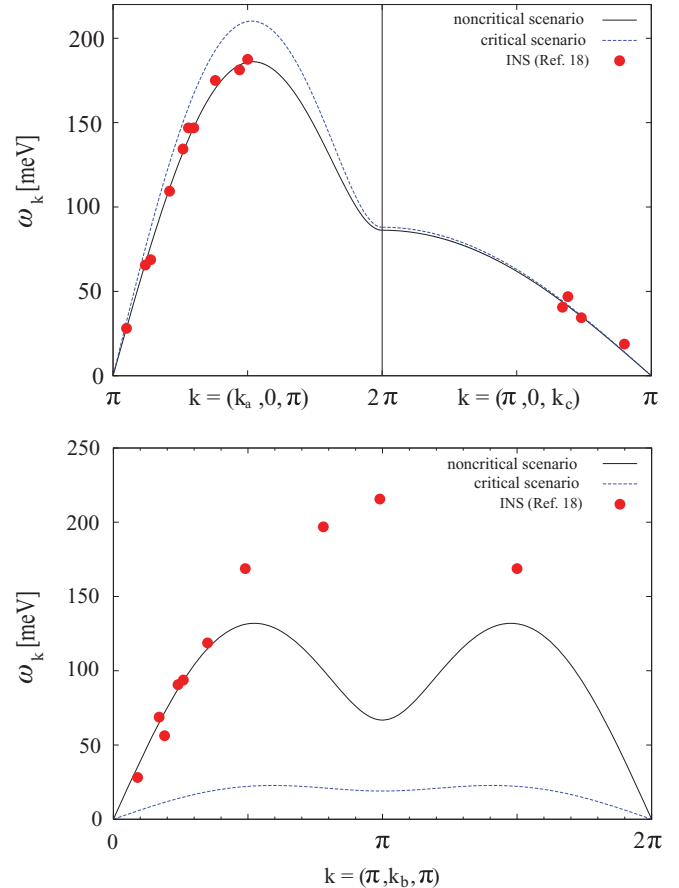 noncritical scenario
critical scenario
INS (Ref. 18)
200
150
100
50
0
ω_k [meV]
π
k = (k_a ,0, π)
2π
k = (π,0, k_c)
π
noncritical scenario
critical scenario
INS (Ref. 18)
250
200
150
100
50
0
ω_k [meV]
0
π
2π
k = (π,k_b,π)